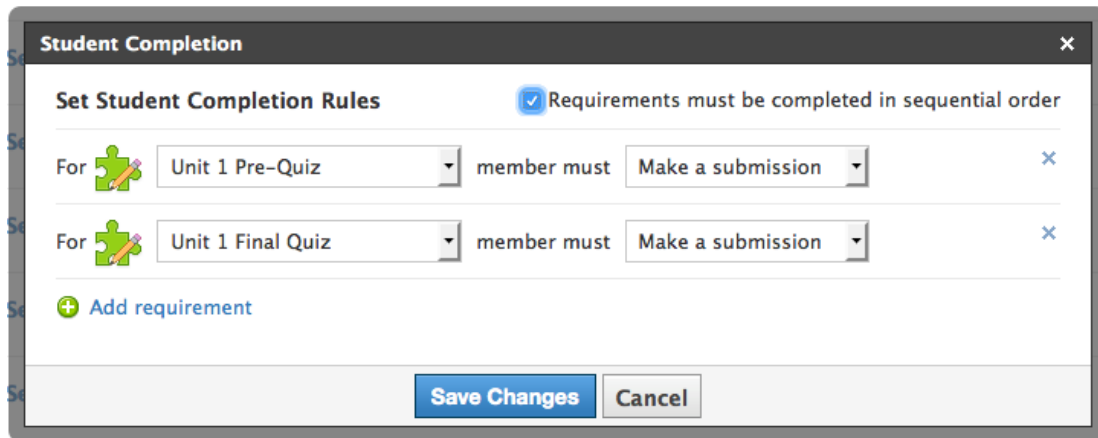 Student Completion ×
Set Student Completion Rules Requirements must be completed in sequential order
For Unit 1 Pre-Quiz member must Make a submission ×
For Unit 1 Final Quiz member must Make a submission ×
Add requirement
Save Changes Cancel